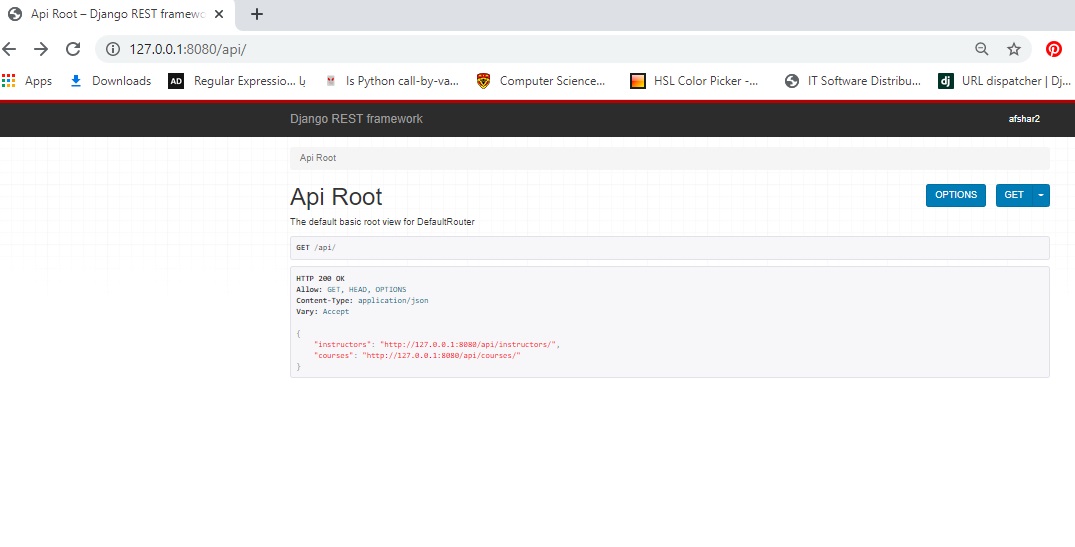 Api Root – Django REST framewo
127.0.0.1:8080/api/
Apps Downloads AD Regular Expressio... Is Python call-by-va... Computer Science... HSL Color Picker -... IT Software Distribu... dj URL dispatcher | Dj...
Django REST framework afshar2
Api Root
Api Root OPTIONS GET
The default basic root view for DefaultRouter
GET /api/
HTTP 200 OK
Allow: GET, HEAD, OPTIONS
Content-Type: application/json
Vary: Accept
{
"instructors": "http://127.0.0.1:8080/api/instructors/",
"courses": "http://127.0.0.1:8080/api/courses/"
}